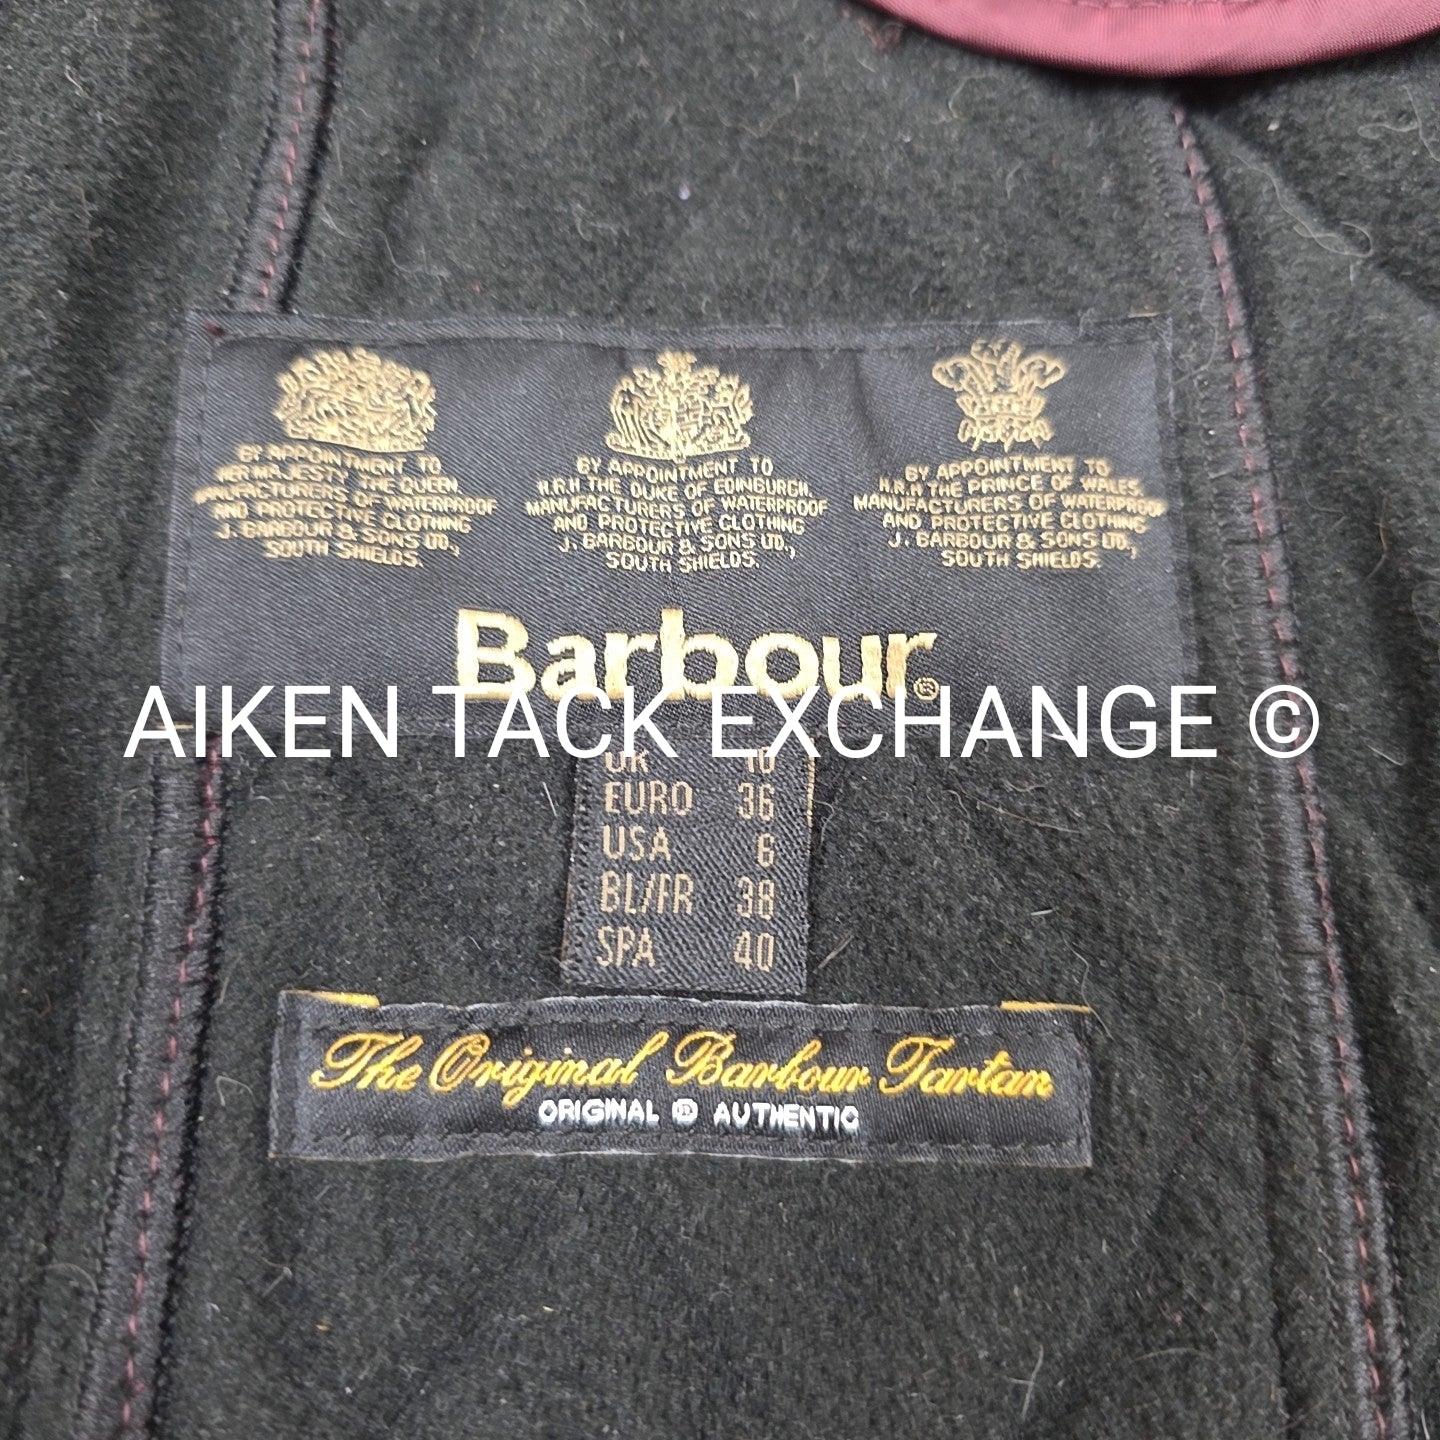 BY APPOINTMENT TO
HER MAJESTY THE QUEEN
MANUFACTURERS OF WATERPROOF
AND PROTECTIVE CLOTHING
J. BARBOUR & SONS LTD.,
SOUTH SHIELDS.
BY APPOINTMENT TO
H.R.H THE DUKE OF EDINBURGH.
MANUFACTURERS OF WATERPROOF
AND PROTECTIVE CLOTHING
J. BARBOUR & SONS LTD.,
SOUTH SHIELDS.
BY APPOINTMENT TO
H.R.H THE PRINCE OF WALES.
MANUFACTURERS OF WATERPROOF
AND PROTECTIVE CLOTHING
J. BARBOUR & SONS LTD.,
SOUTH SHIELDS.
Barbour®
AIKEN TACK EXCHANGE ©
UK 10
EURO 36
USA 6
BL/FR 38
SPA 40
The Original Barbour Tartan
ORIGINAL ® AUTHENTIC